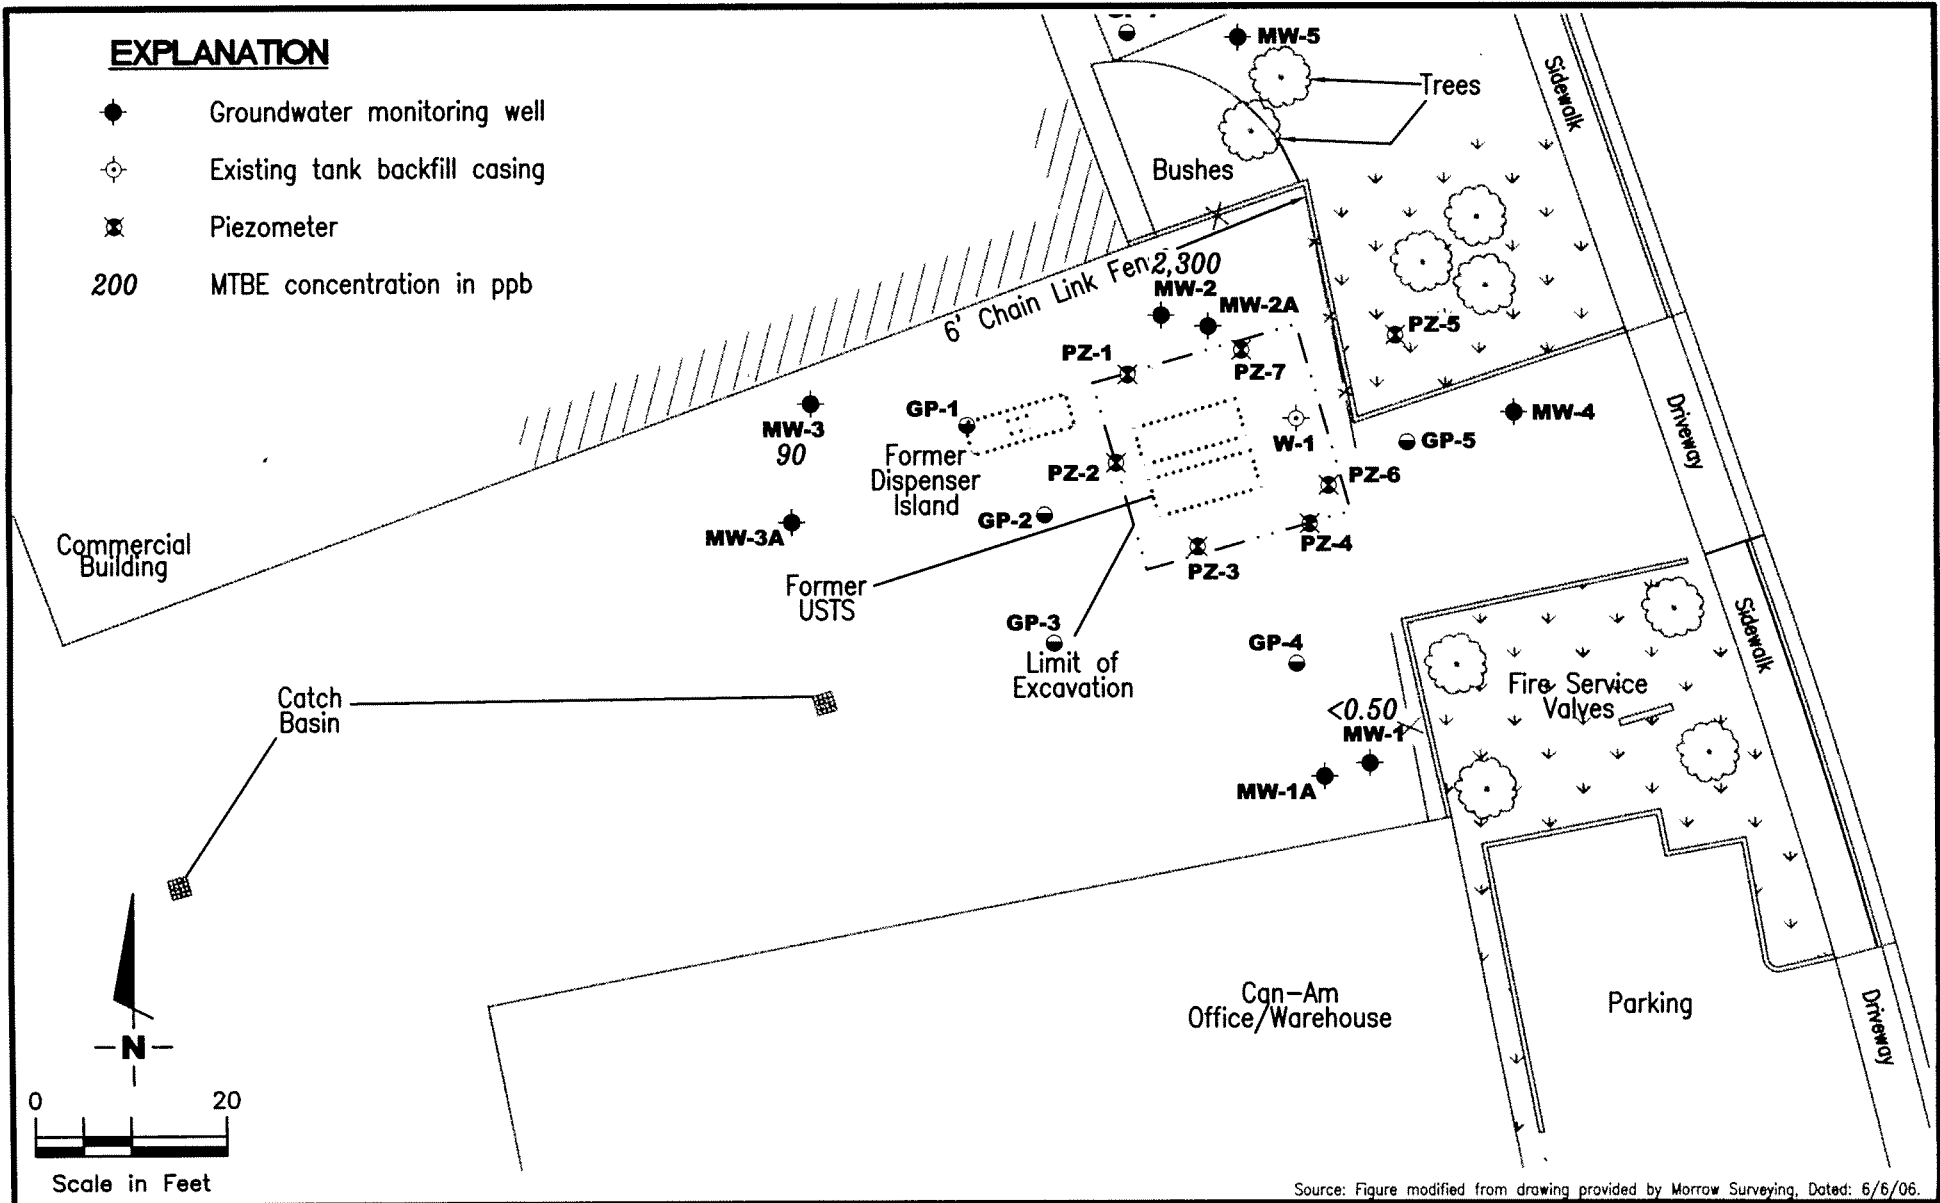 EXPLANATION
Groundwater monitoring well
Existing tank backfill casing
Piezometer
200 MTBE concentration in ppb
MW-5
Trees
Sidewalk
Bushes
6' Chain Link Fen
2,300
MW-2
MW-2A
PZ-5
PZ-1
PZ-7
MW-3
90
GP-1
Former
Dispenser
Island
PZ-2
W-1
GP-5
MW-4
Driveway
PZ-6
MW-3A
GP-2
PZ-4
PZ-3
Commercial
Building
Former
USTS
GP-3
Limit of
Excavation
GP-4
Sidewalk
Fire Service
Valves
<0.50
MW-1
MW-1A
Catch
Basin
N
0 20
Scale in Feet
Can-Am
Office/Warehouse
Parking
Driveway
Source: Figure modified from drawing provided by Morrow Surveying, Dated: 6/6/06.